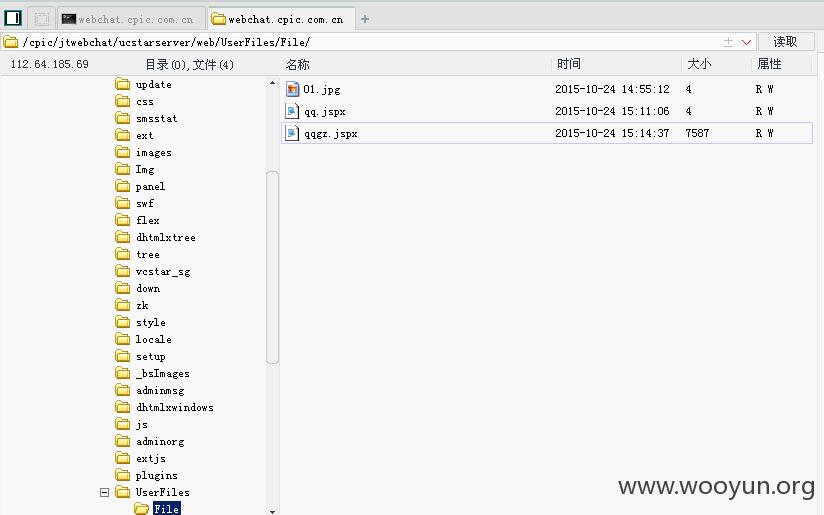 webchat.cpic.com.cn webchat.cpic.com.cn
/cpic/jtwebchat/ucstarserver/web/UserFiles/File/ 读取
112.64.185.69 目录(0),文件(4) 名称 时间 大小 属性
update
css
smsstat
ext
images
Img
panel
swf
flex
dhtmlxtree
tree
vcstar_sg
down
zk
style
locale
setup
_bsImages
adminmsg
dhtmlxwindows
js
adminorg
extjs
plugins
UserFiles
File
01.jpg 2015-10-24 14:55:12 4 R W
qq.jspx 2015-10-24 15:11:06 4 R W
qqgz.jspx 2015-10-24 15:14:37 7587 R W
www.wooyun.org